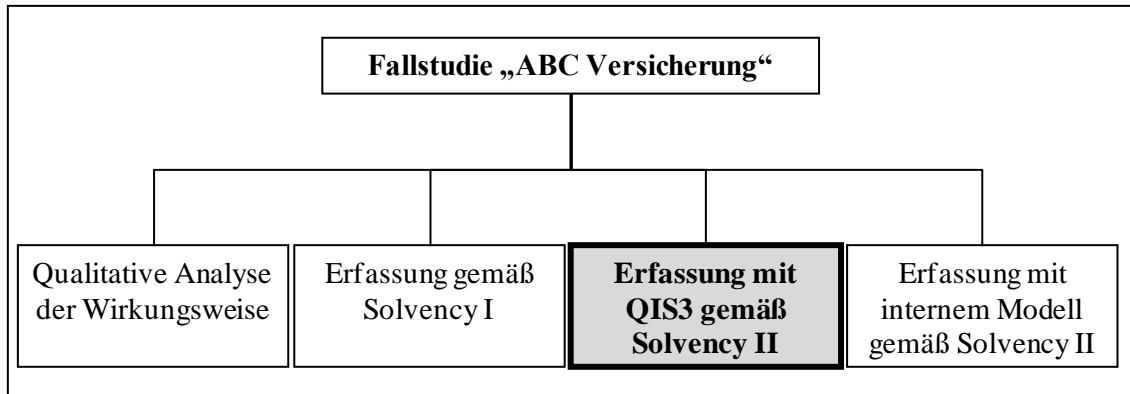 Fallstudie „ABC Versicherung“
Qualitative Analyse
der Wirkungsweise
Erfassung gemäß
Solvency I
Erfassung mit
QIS3 gemäß
Solvency II
Erfassung mit
internem Modell
gemäß Solvency II